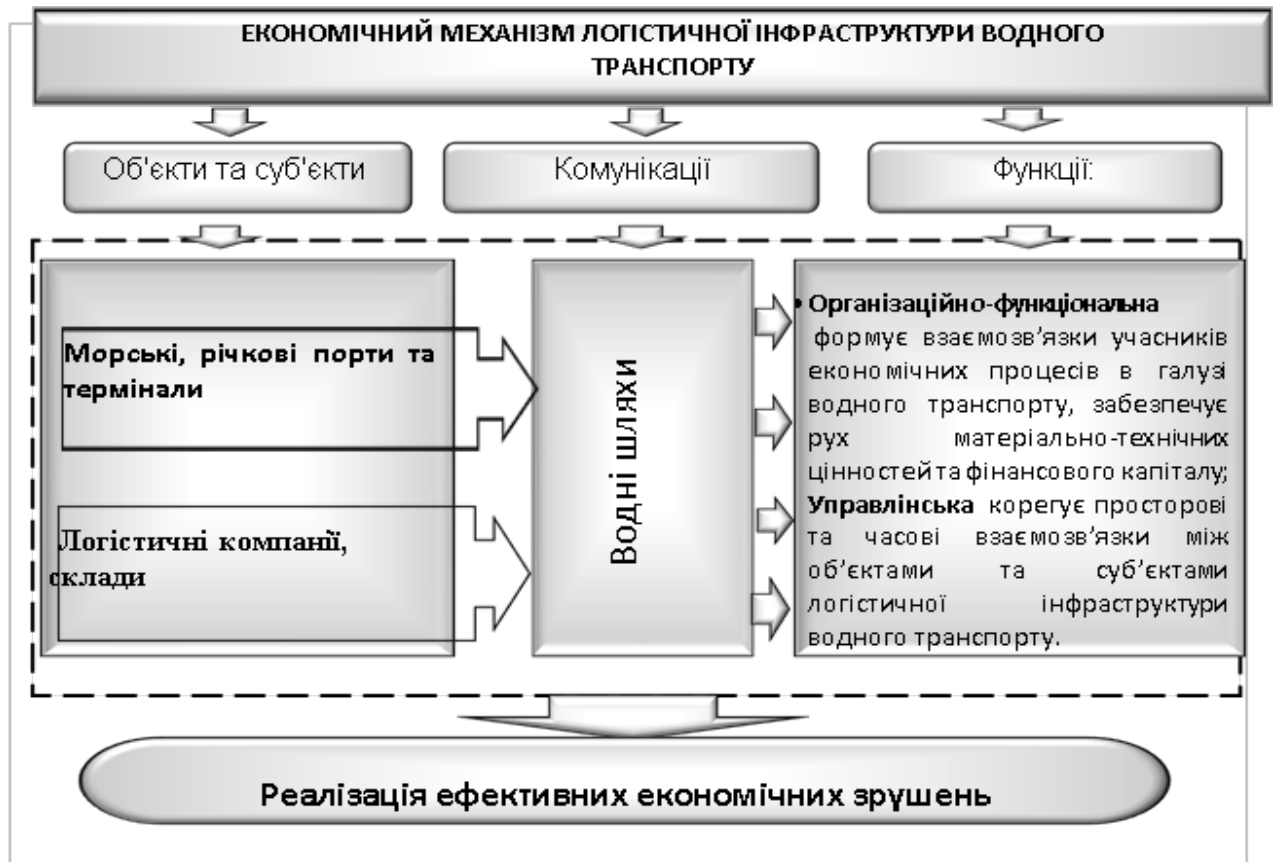 ЕКОНОМІЧНИЙ МЕХАНІЗМ ЛОГІСТИЧНОЇ ІНФРАСТРУКТУРИ ВОДНОГО
ТРАНСПОРТУ
Об'єкти та суб'єкти
Комунікації
Функції:
Морські, річкові порти та
термінали
Логістичні компанії,
склади
Водні шляхи
• Організаційно-функціональна
формує взаємозв’язки учасників
економічних процесів в галузі
водного транспорту, забезпечує
рух матеріально-технічних
цінностей та фінансового капіталу;
Управлінська корегує просторові
та часові взаємозв’язки між
об’єктами та суб’єктами
логістичної інфраструктури
водного транспорту.
Реалізація ефективних економічних зрушень